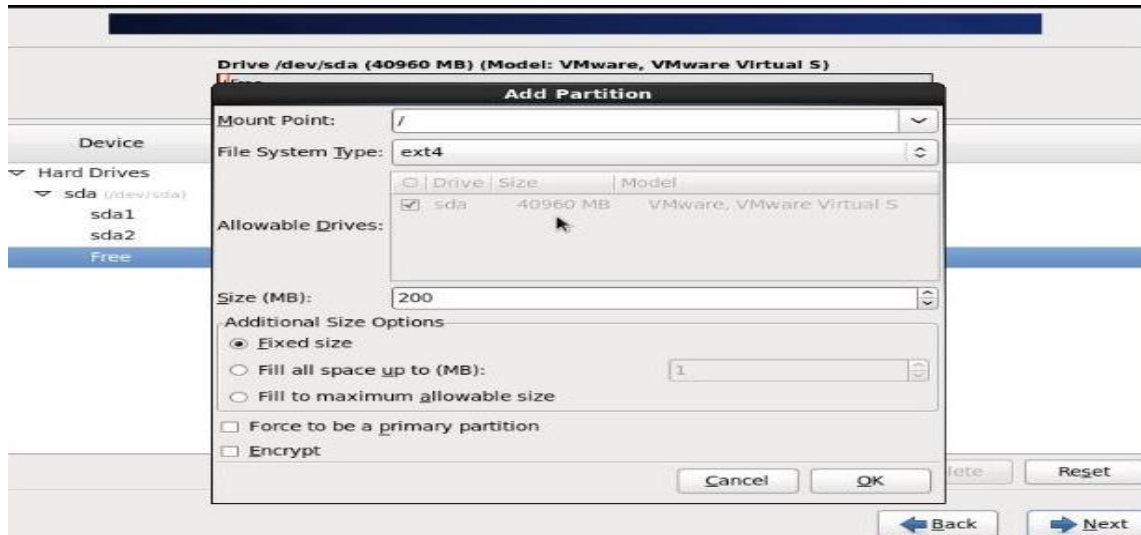 Drive /dev/sda (40960 MB) (Model: VMware, VMware Virtual S)
Free
Add Partition
Mount Point: /
File System Type: ext4
Drive Size Model
sda 40960 MB VMware, VMware Virtual S
Allowable Drives:
Size (MB): 200
Additional Size Options
Fixed size
Fill all space up to (MB): 1
Fill to maximum allowable size
Force to be a primary partition
Encrypt
Cancel OK
Device
Hard Drives
sda (/dev/sda)
sda1
sda2
Free
Reset
Back Next